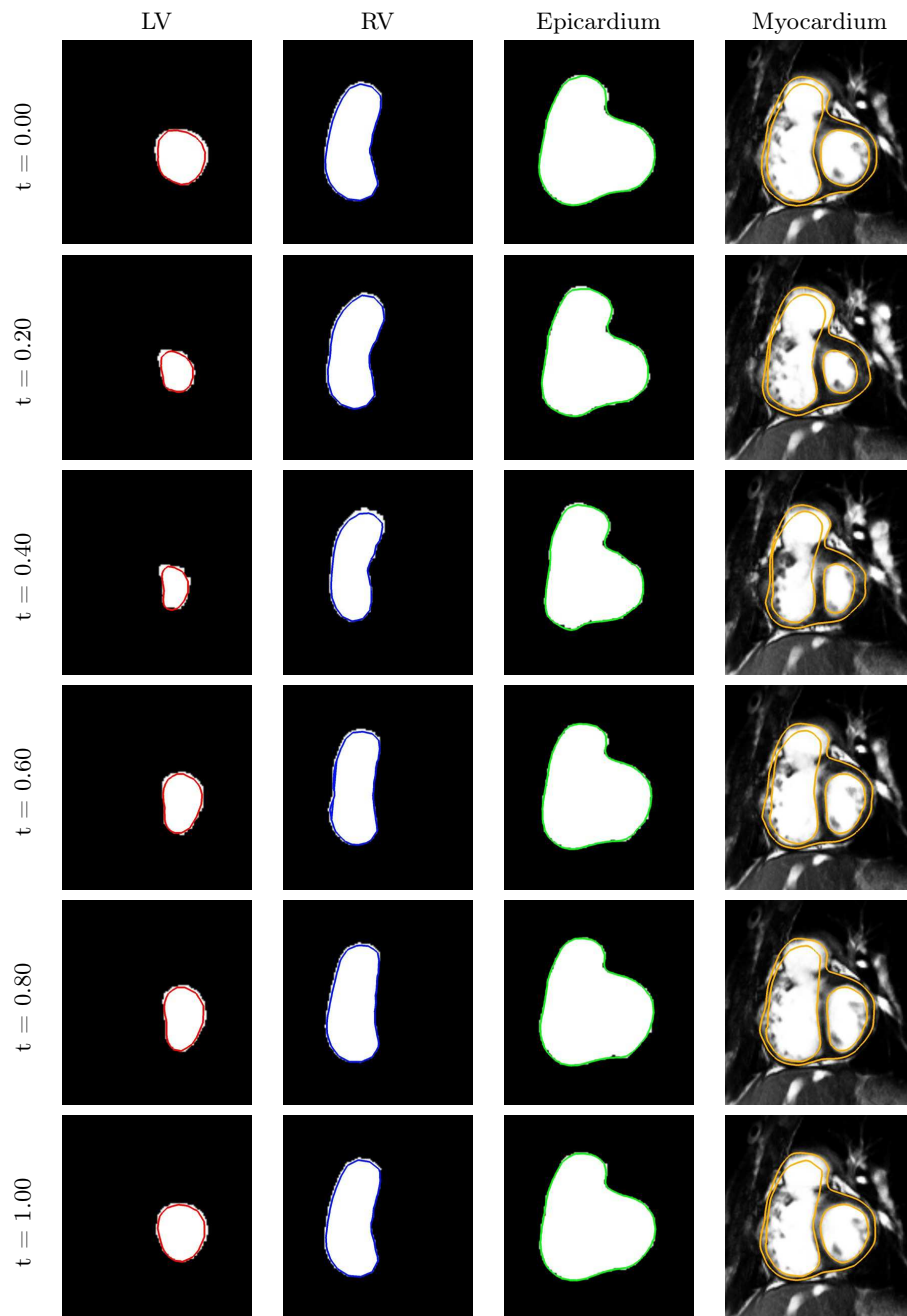 LV RV Epicardium Myocardium
t = 0.00
t = 0.20
t = 0.40
t = 0.60
t = 0.80
t = 1.00